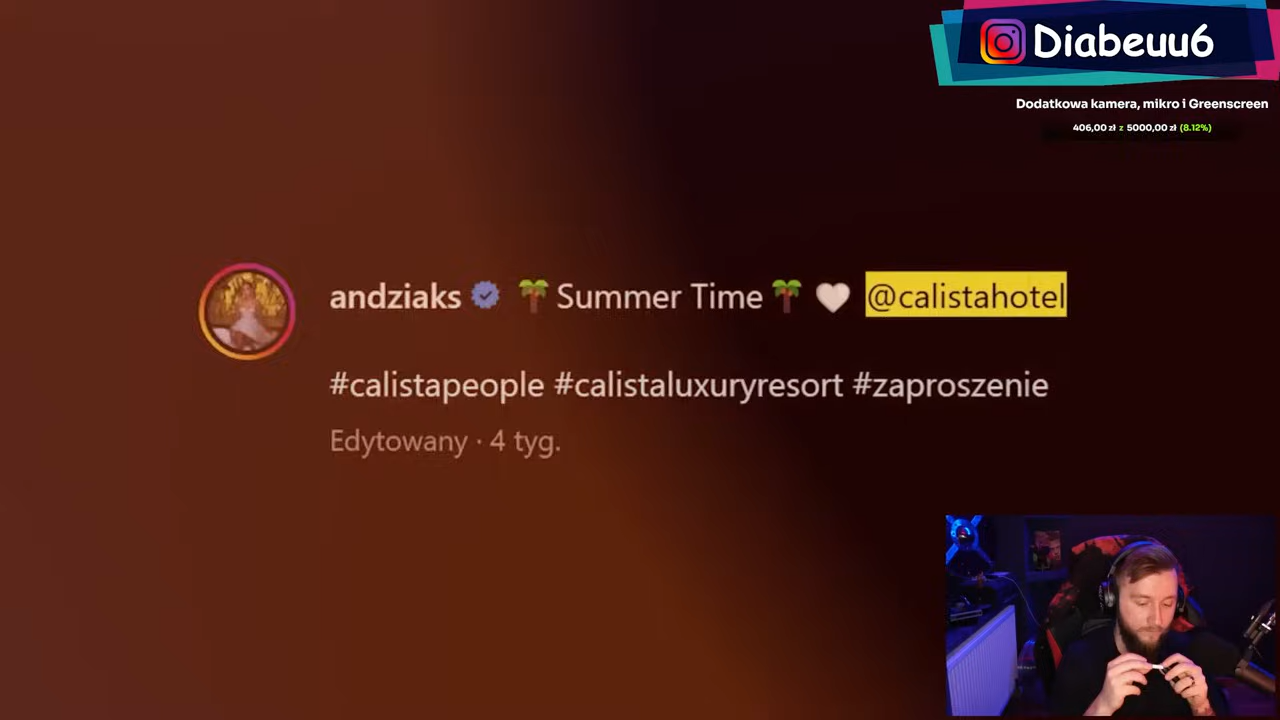 Diabeuu6
Dodatkowa kamera, mikro i Greenscreen
406,00 zł z 5000,00 zł (8.12%)
andziaks 🌴Summer Time🌴 🤍 @calistahotel
#calistapeople #calistaluxuryresort #zaproszenie
Edytowany · 4 tyg.